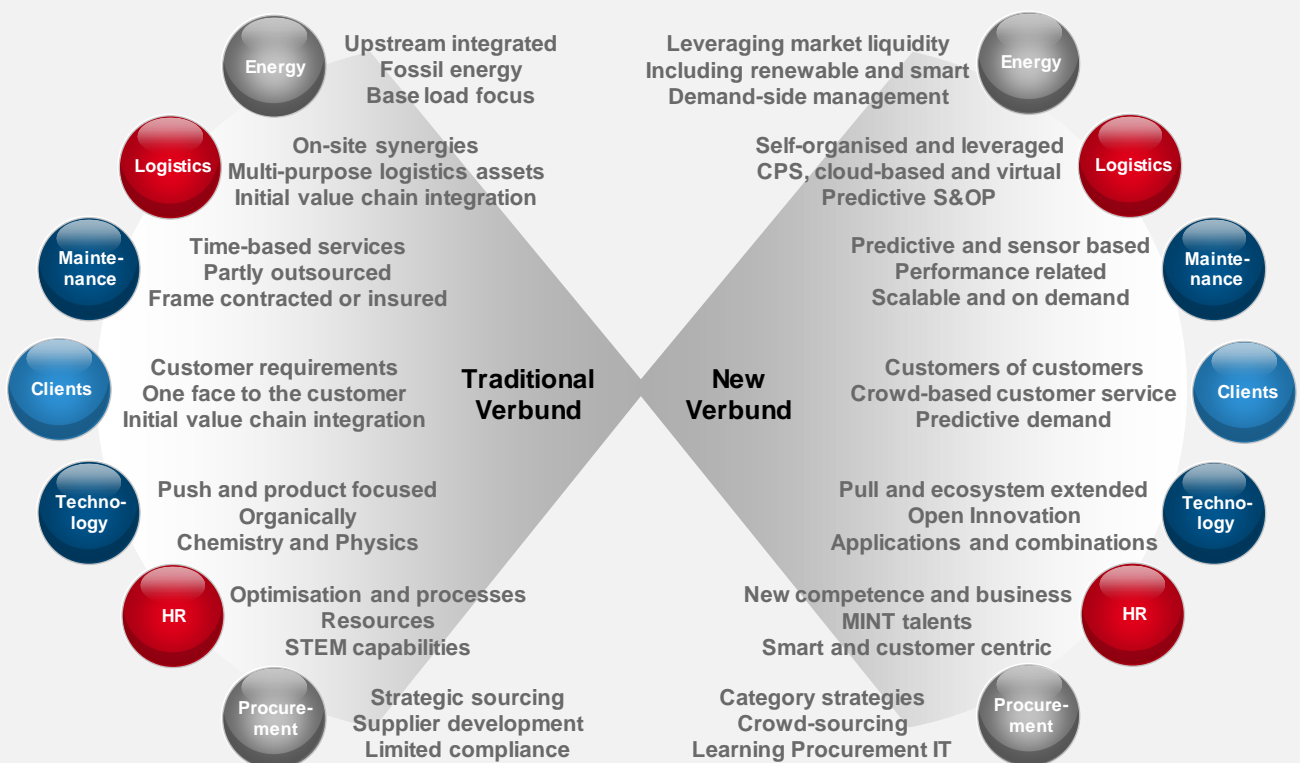 Energy
Upstream integrated
Fossil energy
Base load focus
Logistics
On-site synergies
Multi-purpose logistics assets
Initial value chain integration
Mainte-
nance
Time-based services
Partly outsourced
Frame contracted or insured
Clients
Customer requirements
One face to the customer
Initial value chain integration
Techno-
logy
Push and product focused
Organically
Chemistry and Physics
HR
Optimisation and processes
Resources
STEM capabilities
Procure-
ment
Strategic sourcing
Supplier development
Limited compliance
Traditional
Verbund
New
Verbund
Leveraging market liquidity
Including renewable and smart
Demand-side management
Energy
Self-organised and leveraged
CPS, cloud-based and virtual
Predictive S&OP
Logistics
Predictive and sensor based
Performance related
Scalable and on demand
Mainte-
nance
Customers of customers
Crowd-based customer service
Predictive demand
Clients
Pull and ecosystem extended
Open Innovation
Applications and combinations
Techno-
logy
New competence and business
MINT talents
Smart and customer centric
HR
Category strategies
Crowd-sourcing
Learning Procurement IT
Procure-
ment